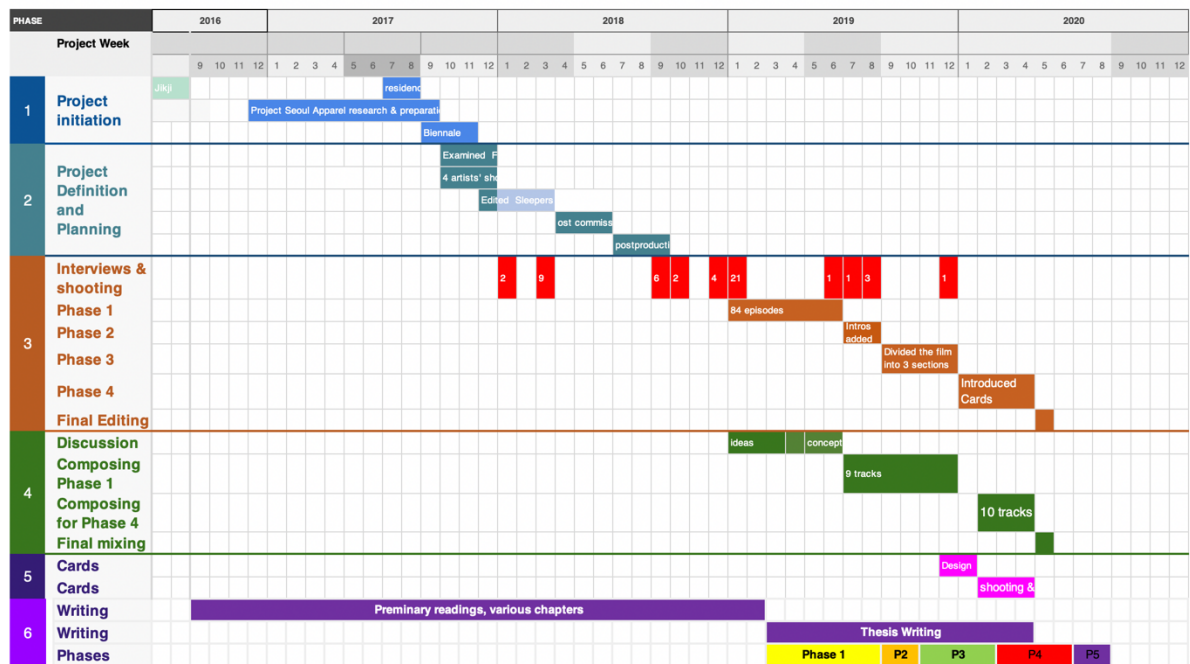 PHASE 2016 2017 2018 2019 2020
Project Week
9 10 11 12 1 2 3 4 5 6 7 8 9 10 11 12 1 2 3 4 5 6 7 8 9 10 11 12 1 2 3 4 5 6 7 8 9 10 11 12 1 2 3 4 5 6 7 8 9 10 11 12
1
Project
initiation
Jikji
residenc
Project Seoul Apparel research & preparati
Biennale
2
Project
Definition
and
Planning
Examined F
4 artists' sho
Edited Sleepers
ost commiss
postproducti
3
Interviews &
shooting
2 9 6 2 4 21 1 1 3 1
Phase 1
84 episodes
Phase 2
Intros
added
Phase 3
Divided the film
into 3 sections
Phase 4
Introduced
Cards
Final Editing
4
Discussion
ideas concept
Composing
Phase 1
9 tracks
Composing
for Phase 4
10 tracks
Final mixing
5
Cards
Design
Cards
shooting &
6
Writing
Preminary readings, various chapters
Writing
Thesis Writing
Phases
Phase 1 P2 P3 P4 P5